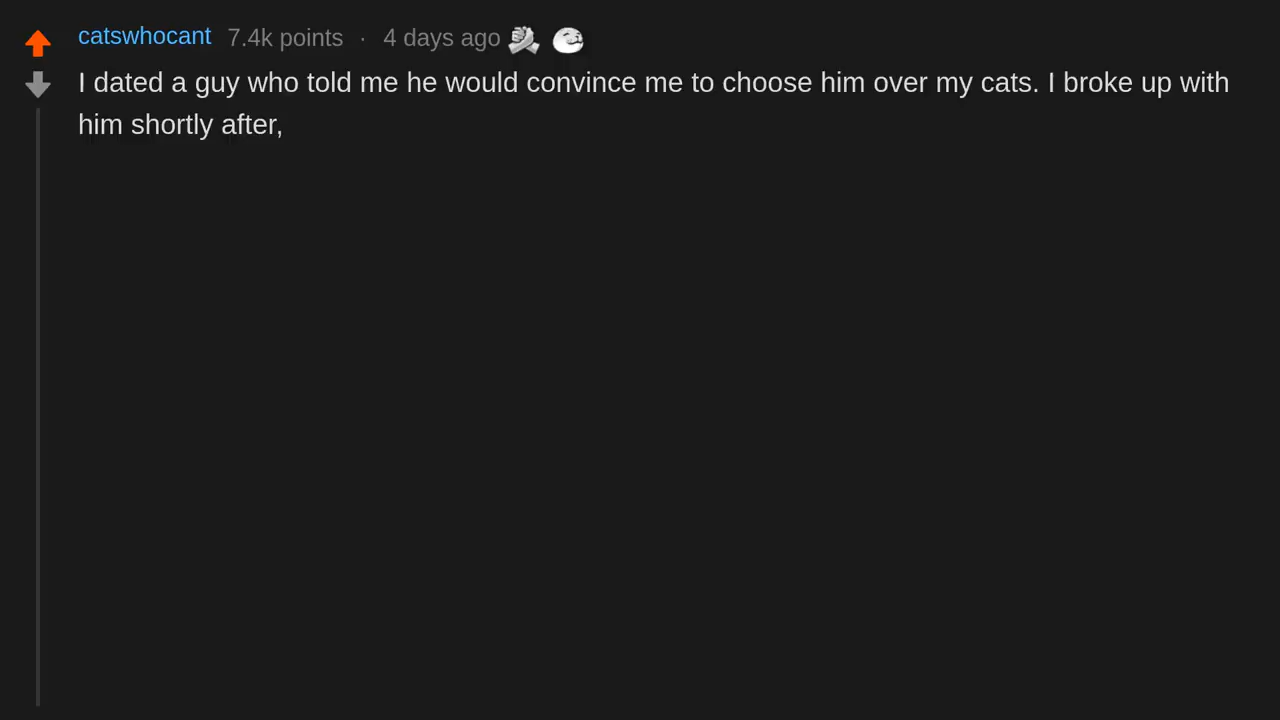 catswhocant 7.4k points · 4 days ago
I dated a guy who told me he would convince me to choose him over my cats. I broke up with
him shortly after,